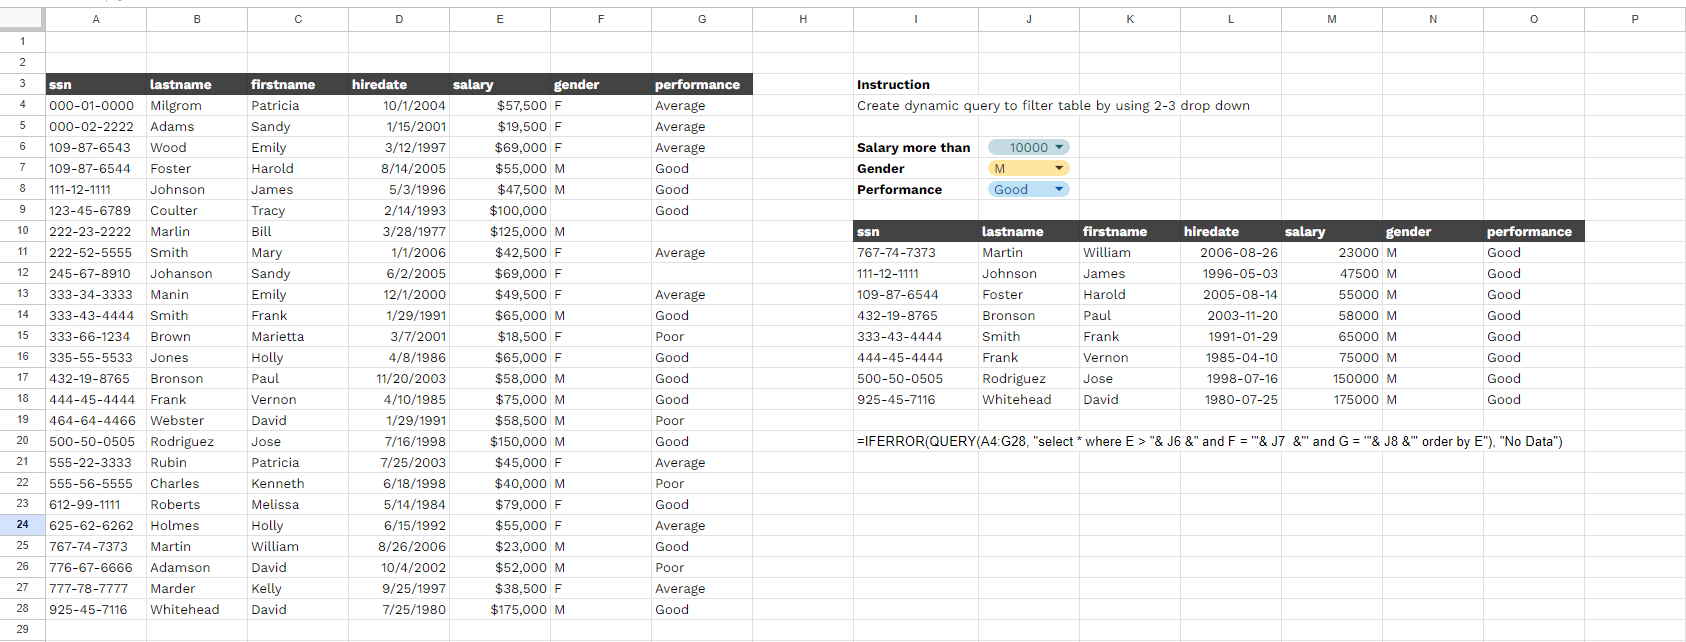 A B C D E F G H I J K L M N O P
1
2
3 ssn lastname firstname hiredate salary gender performance Instruction
4 000-01-0000 Milgrom Patricia 10/1/2004 $57,500 F Average Create dynamic query to filter table by using 2-3 drop down
5 000-02-2222 Adams Sandy 1/15/2001 $19,500 F Average
6 109-87-6543 Wood Emily 3/12/1997 $69,000 F Average Salary more than 10000
7 109-87-6544 Foster Harold 8/14/2005 $55,000 M Good Gender M
8 111-12-1111 Johnson James 5/3/1996 $47,500 M Good Performance Good
9 123-45-6789 Coulter Tracy 2/14/1993 $100,000 Good
10 222-23-2222 Marlin Bill 3/28/1977 $125,000 M ssn lastname firstname hiredate salary gender performance
11 222-52-5555 Smith Mary 1/1/2006 $42,500 F Average 767-74-7373 Martin William 2006-08-26 23000 M Good
12 245-67-8910 Johanson Sandy 6/2/2005 $69,000 F 111-12-1111 Johnson James 1996-05-03 47500 M Good
13 333-34-3333 Manin Emily 12/1/2000 $49,500 F Average 109-87-6544 Foster Harold 2005-08-14 55000 M Good
14 333-43-4444 Smith Frank 1/29/1991 $65,000 M Good 432-19-8765 Bronson Paul 2003-11-20 58000 M Good
15 333-66-1234 Brown Marietta 3/7/2001 $18,500 F Poor 333-43-4444 Smith Frank 1991-01-29 65000 M Good
16 335-55-5533 Jones Holly 4/8/1986 $65,000 F Good 444-45-4444 Frank Vernon 1985-04-10 75000 M Good
17 432-19-8765 Bronson Paul 11/20/2003 $58,000 M Good 500-50-0505 Rodriguez Jose 1998-07-16 150000 M Good
18 444-45-4444 Frank Vernon 4/10/1985 $75,000 M Good 925-45-7116 Whitehead David 1980-07-25 175000 M Good
19 464-64-4466 Webster David 1/29/1991 $58,500 M Poor
20 500-50-0505 Rodriguez Jose 7/16/1998 $150,000 M Good =IFERROR(QUERY(A4:G28, "select * where E > "& J6 &" and F = '"& J7  &"' and G = '"& J8 &"' order by E"), "No Data")
21 555-22-3333 Rubin Patricia 7/25/2003 $45,000 F Average
22 555-56-5555 Charles Kenneth 6/18/1998 $40,000 M Poor
23 612-99-1111 Roberts Melissa 5/14/1984 $79,000 F Good
24 625-62-6262 Holmes Holly 6/15/1992 $55,000 F Average
25 767-74-7373 Martin William 8/26/2006 $23,000 M Good
26 776-67-6666 Adamson David 10/4/2002 $52,000 M Poor
27 777-78-7777 Marder Kelly 9/25/1997 $38,500 F Average
28 925-45-7116 Whitehead David 7/25/1980 $175,000 M Good
29